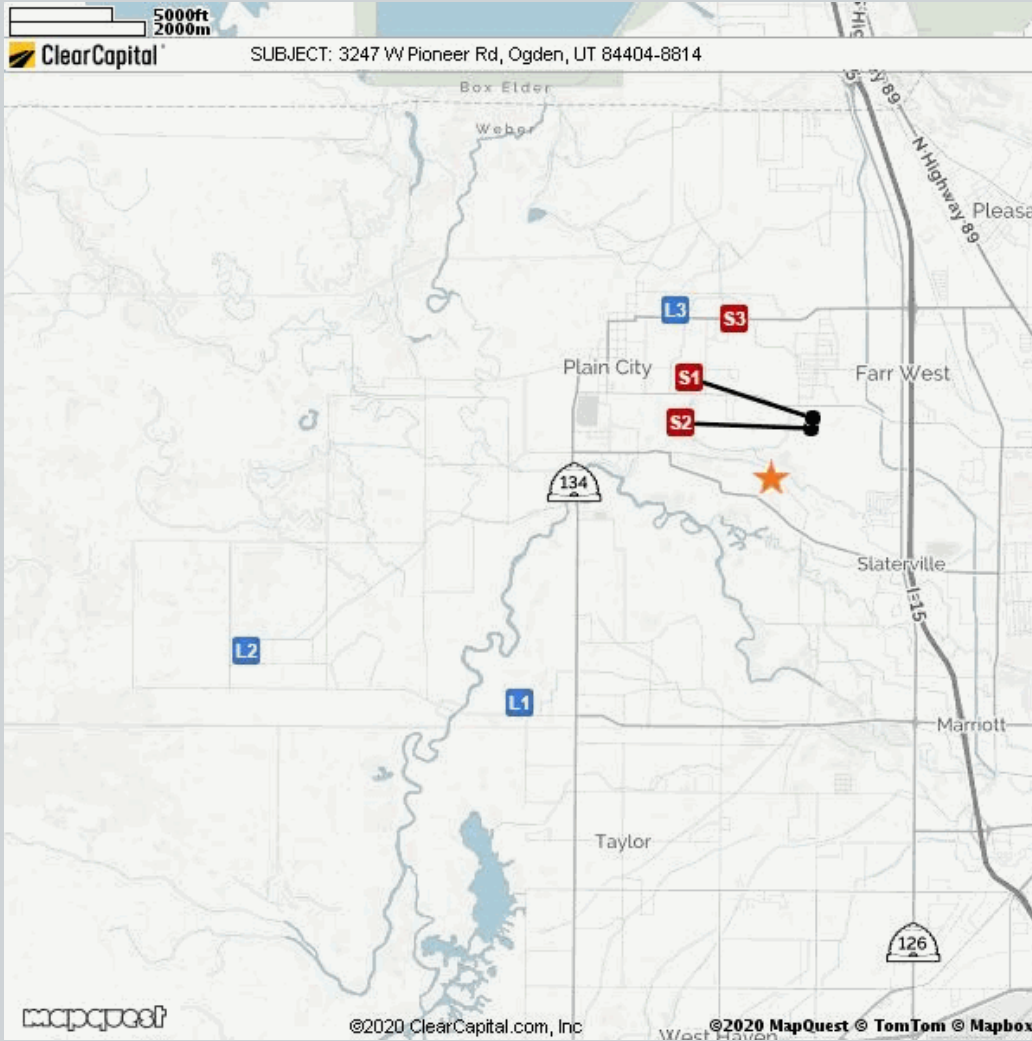 5000ft
2000m
ClearCapital
SUBJECT: 3247 W Pioneer Rd, Ogden, UT 84404-8814
Box Elder
Weber
y 89
N Highway 89
Pleasa
L3
S3
Plain City
S1
Farr West
S2
134
Slaterville
I-15
L2
L1
Marriott
Taylor
126
mapquest
©2020 ClearCapital.com, Inc
©2020 MapQuest © TomTom © Mapbox
West Haven